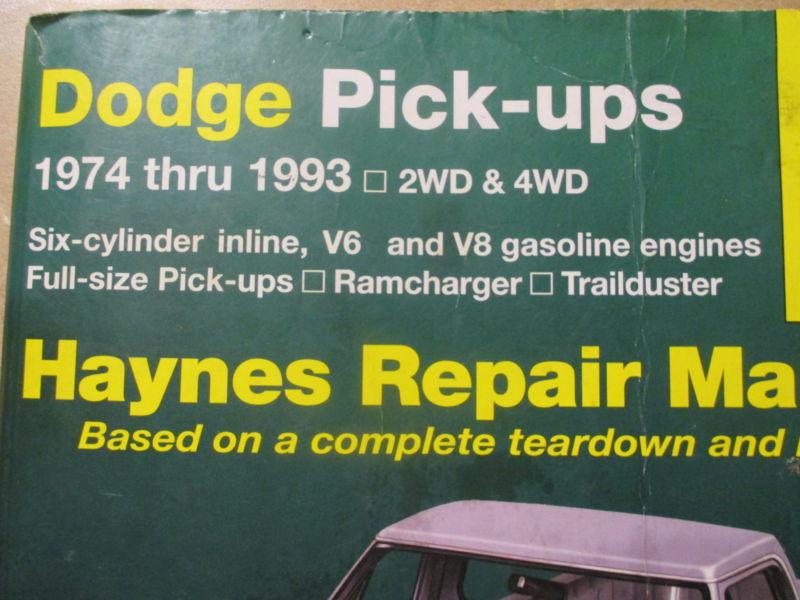 Dodge Pick-ups
1974 thru 1993 □ 2WD & 4WD
Six-cylinder inline, V6 and V8 gasoline engines
Full-size Pick-ups □ Ramcharger □ Trailduster
Haynes Repair Ma
Based on a complete teardown and